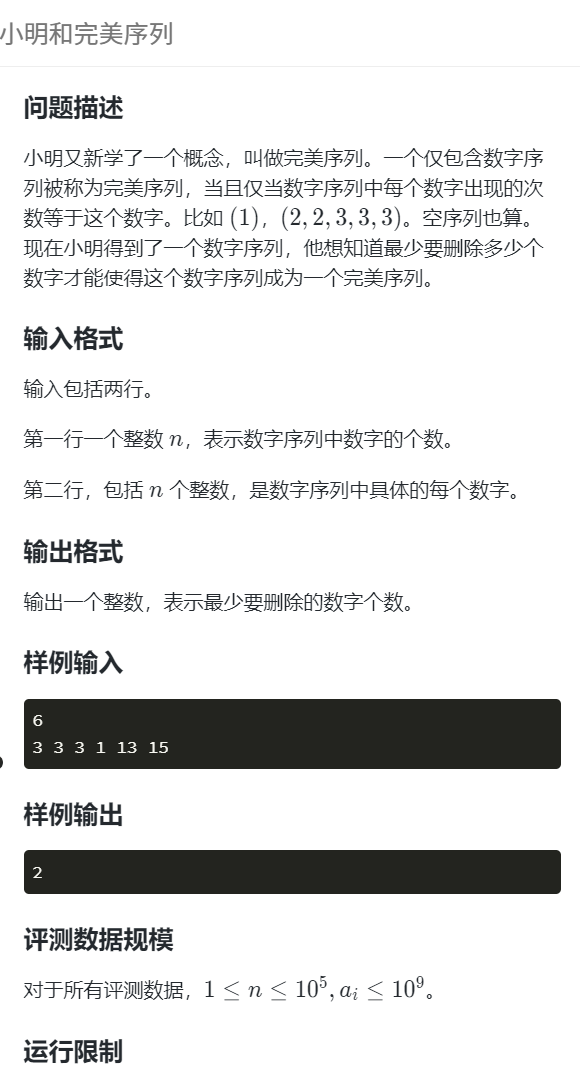 小明和完美序列
问题描述
小明又新学了一个概念，叫做完美序列。一个仅包含数字序
列被称为完美序列，当且仅当数字序列中每个数字出现的次
数等于这个数字。比如 (1)，(2, 2, 3, 3, 3)。空序列也算。
现在小明得到了一个数字序列，他想知道最少要删除多少个
数字才能使得这个数字序列成为一个完美序列。
输入格式
输入包括两行。
第一行一个整数 n，表示数字序列中数字的个数。
第二行，包括 n 个整数，是数字序列中具体的每个数字。
输出格式
输出一个整数，表示最少要删除的数字个数。
样例输入
6
3 3 3 1 13 15
样例输出
2
评测数据规模
对于所有评测数据，1 ≤ n ≤ 10⁵, aᵢ ≤ 10⁹。
运行限制